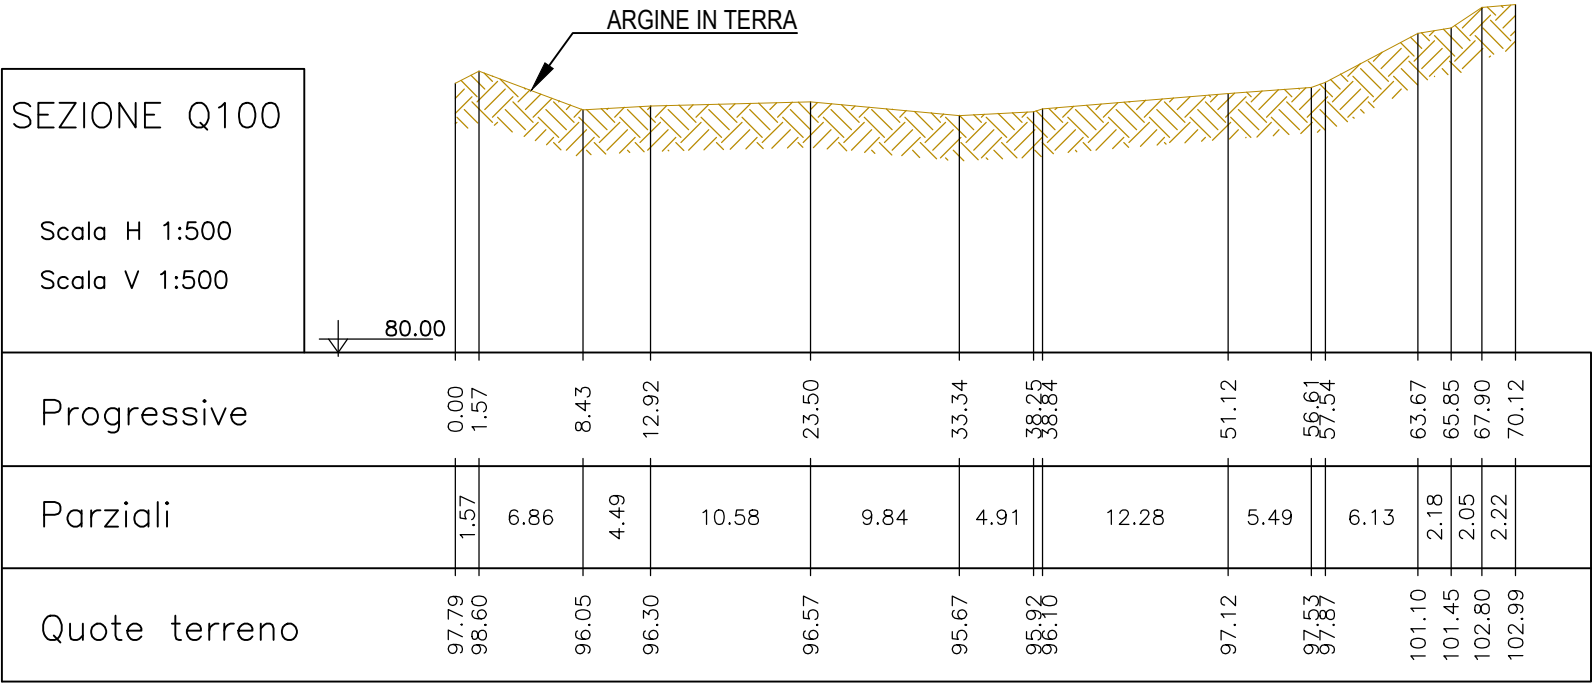 ARGINE IN TERRA
SEZIONE Q100
Scala H 1:500
Scala V 1:500
80.00
Progressive 0.00 1.57 8.43 12.92 23.50 33.34 38.25 38.84 51.12 56.61 57.54 63.67 65.85 67.90 70.12
Parziali 1.57 6.86 4.49 10.58 9.84 4.91 12.28 5.49 6.13 2.18 2.05 2.22
Quote terreno 97.79 98.60 96.05 96.30 96.57 95.67 95.92 96.10 97.12 97.53 97.87 101.10 101.45 102.80 102.99